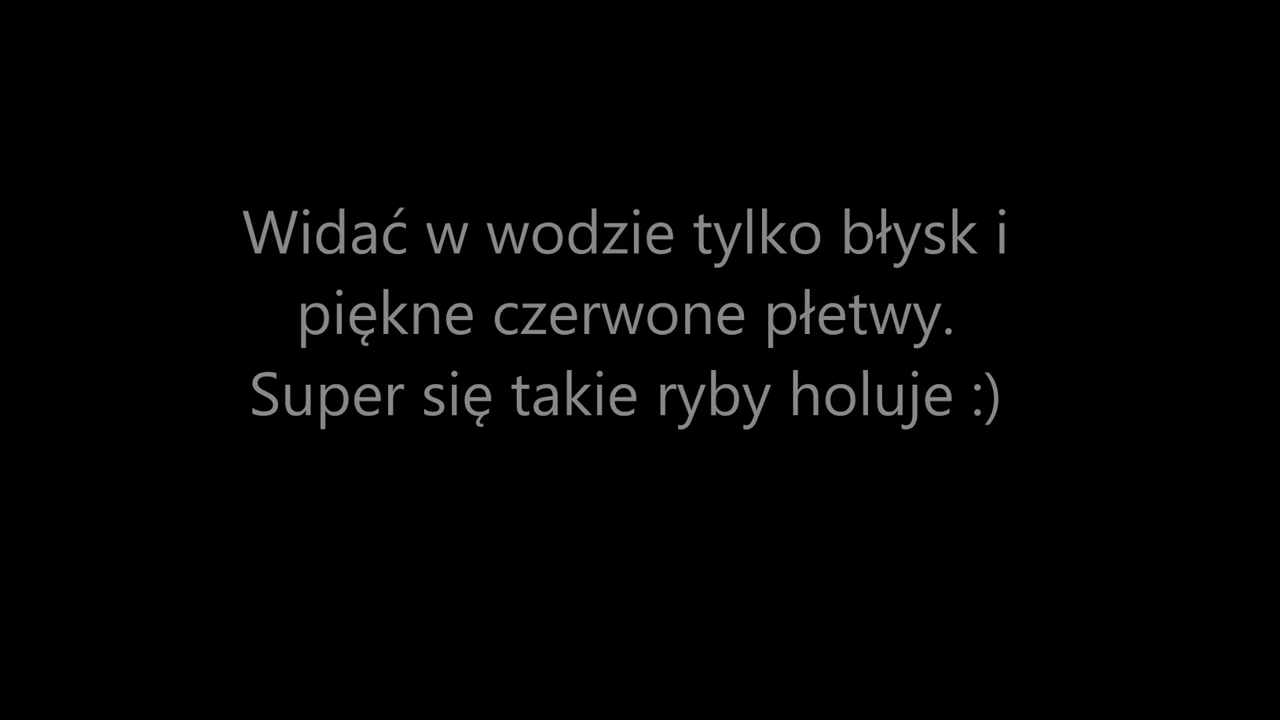 Widać w wodzie tylko błysk i
piękne czerwone płetwy.
Super się takie ryby holuje :)